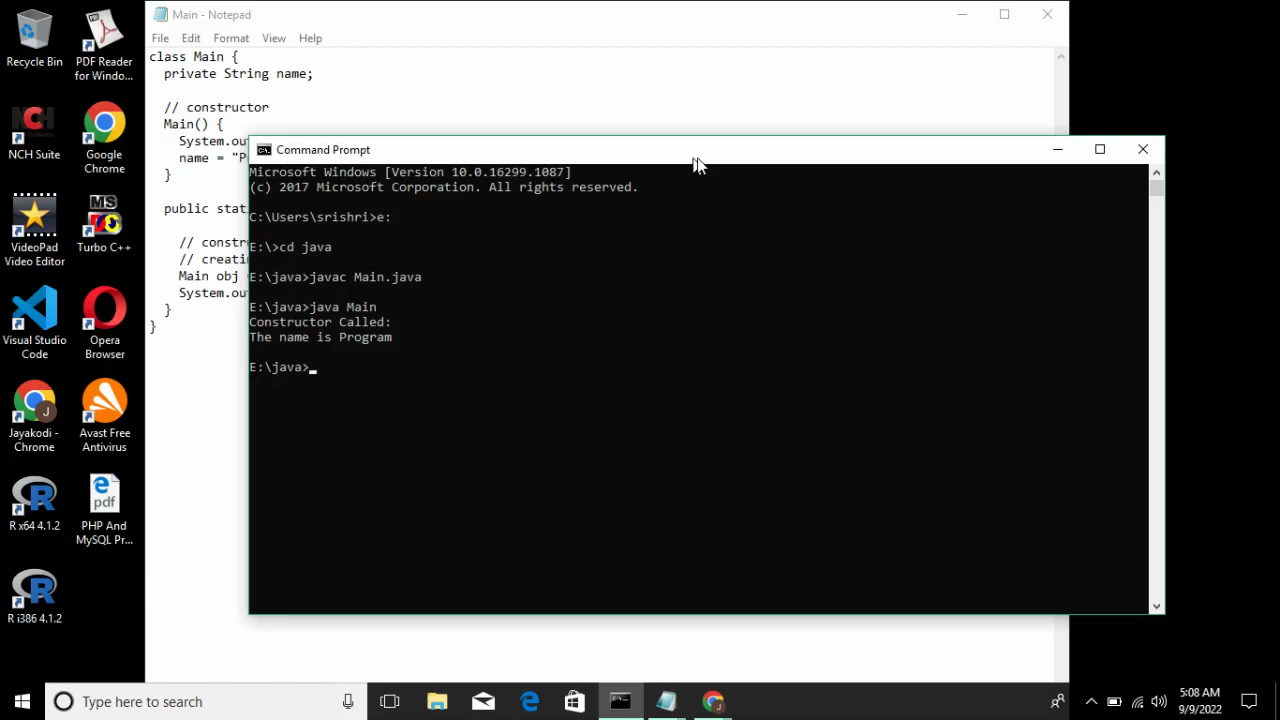 Recycle Bin
PDF Reader
for Windo...
NCH Suite
Google
Chrome
VideoPad
Video Editor
MS
Turbo C++
Visual Studio
Code
Opera
Browser
Jayakodi -
Chrome
Avast Free
Antivirus
R x64 4.1.2
PHP And
MySQL Pr...
R i386 4.1.2
Main - Notepad
File Edit Format View Help
class Main {
private String name;
// constructor
Main() {
System.ou
name = "P
}
public stat
// constr
// creatin
Main obj
System.ou
}
}
Command Prompt
Microsoft Windows [Version 10.0.16299.1087]
(c) 2017 Microsoft Corporation. All rights reserved.
C:\Users\srishri>e:
E:\>cd java
E:\java>javac Main.java
E:\java>java Main
Constructor Called:
The name is Program
E:\java>
Type here to search
5:08 AM
9/9/2022